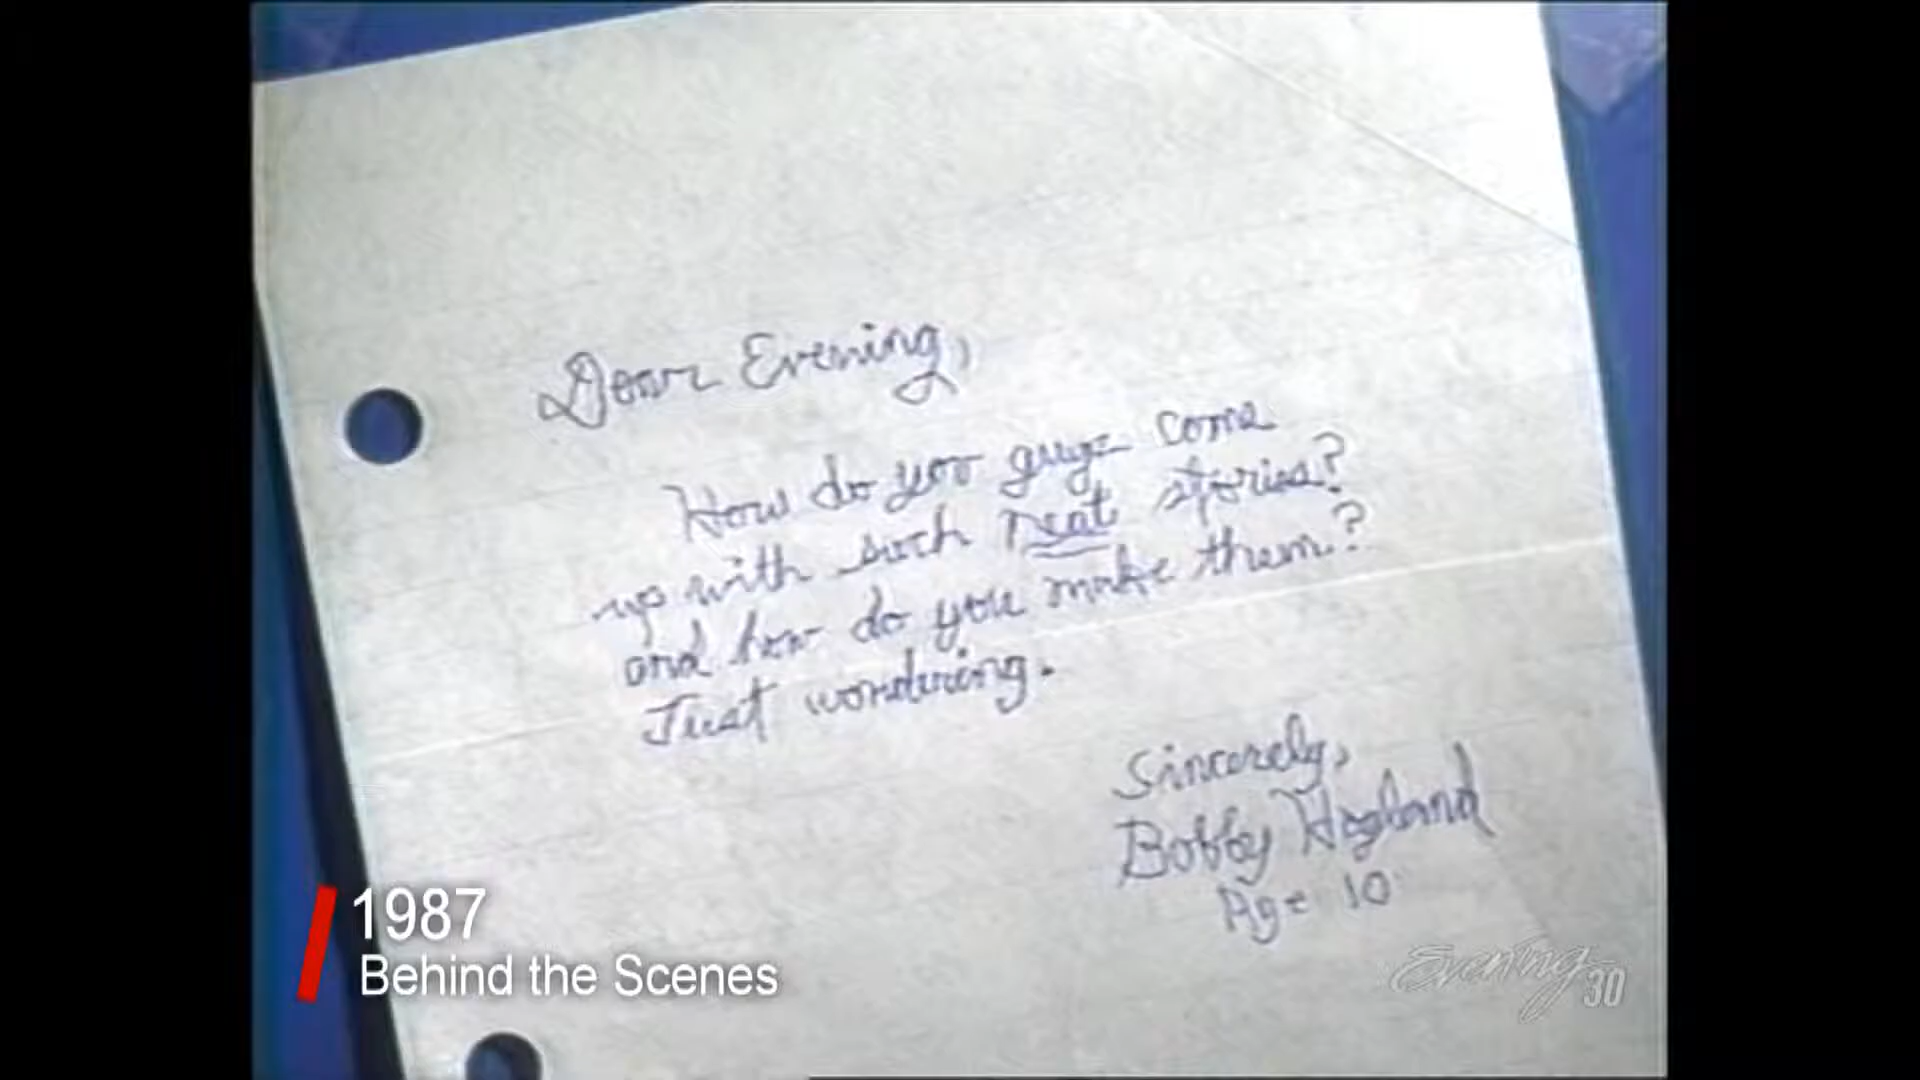 Dear Evening,
How do you guys come
up with such neat stories?
and how do you make them?
Just wondering.
Sincerely,
Bobby Hogland
Age 10
1987
Behind the Scenes
Evening
30